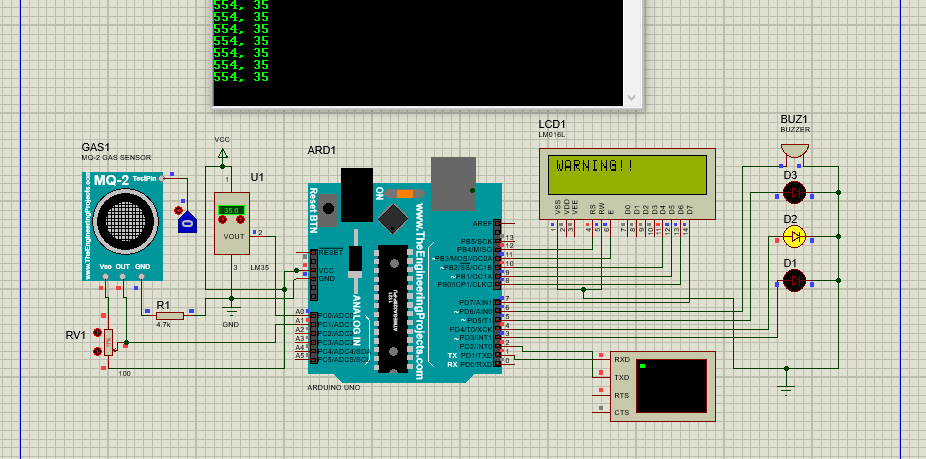 554, 35
554, 35
554, 35
554, 35
554, 35
554, 35
554, 35
GAS1
MQ-2 GAS SENSOR
MQ-2
TestPin
www.TheEngineeringProjects.com
Vcc OUT GND
0
VCC
U1
1
35.0
VOUT
2
3
LM35
GND
R1
4.7k
RV1
100
ARD1
ARDUINO UNO
Reset BTN
ON
www.TheEngineeringProjects.com
ANALOG IN
ATMEGA328P-PU
1121
RESET
VCC
GND
A0 PC0/ADC0
A1 PC1/ADC1
A2 PC2/ADC2
A3 PC3/ADC3
A4 PC4/ADC4/SDA
A5 PC5/ADC5/SCL
AREF
PB5/SCK 13
PB4/MISO 12
~PB3/MOSI/OC2A 11
~PB2/SS/OC1B 10
~PB1/OC1A 9
PB0/ICP1/CLKO 8
PD7/AIN1 7
~PD6/AIN0 6
~PD5/T1 5
PD4/T0/XCK 4
~PD3/INT1 3
PD2/INT0 2
TX PD1/TXD 1
RX PD0/RXD 0
LCD1
LM016L
WARNING!!
VSS VDD VEE RS RW E D0 D1 D2 D3 D4 D5 D6 D7
1 2 3 4 5 6 7 8 9 10 11 12 13 14
BUZ1
BUZZER
D3
D2
D1
RXD
TXD
RTS
CTS